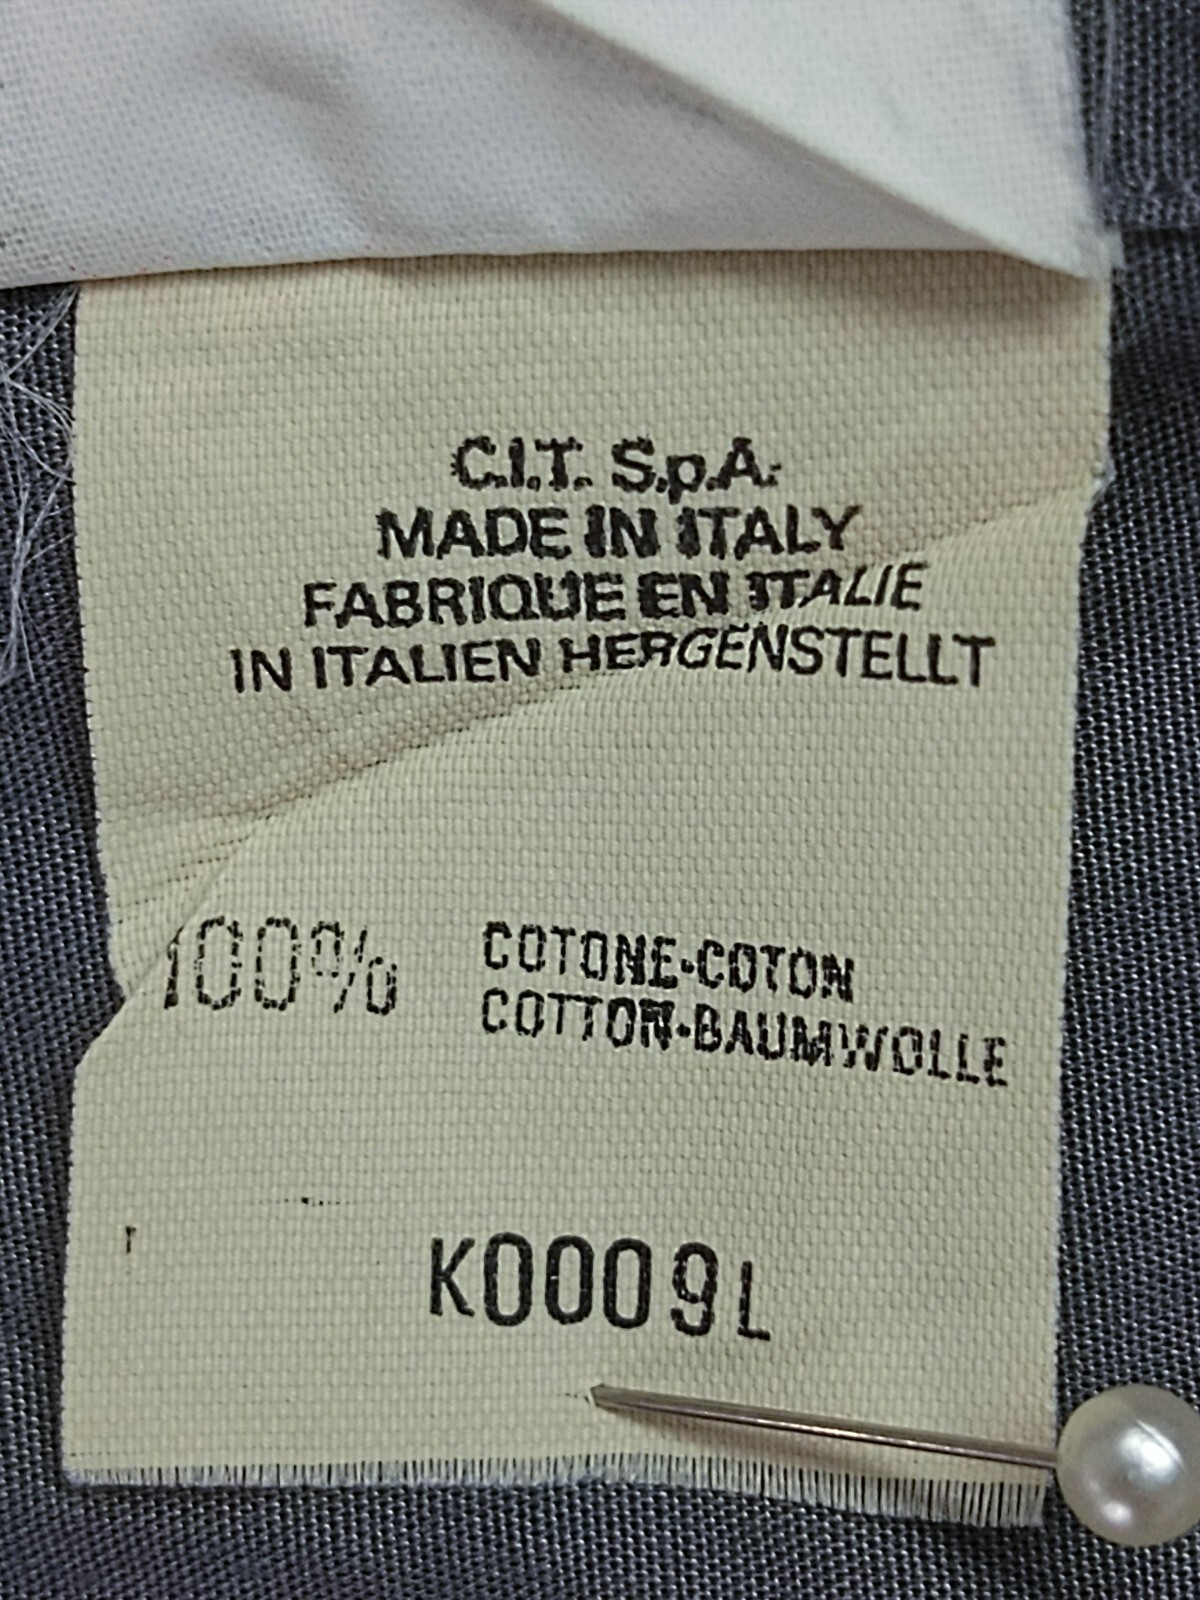 C.I.T. S.p.A.
MADE IN ITALY
FABRIQUE EN ITALIE
IN ITALIEN HERGENSTELLT
100% COTONE-COTON
COTTON-BAUMWOLLE
K0009L